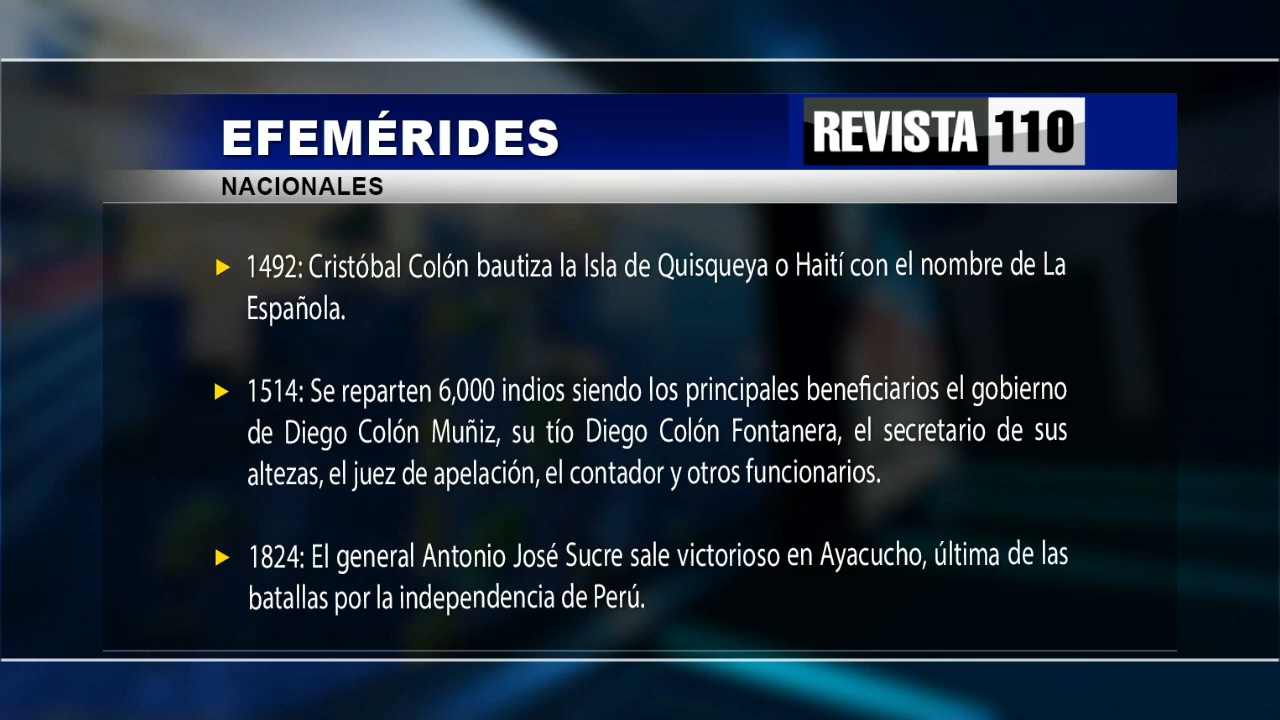 EFEMÉRIDES
REVISTA 110
NACIONALES
1492: Cristóbal Colón bautiza la Isla de Quisqueya o Haití con el nombre de La
Española.
1514: Se reparten 6,000 indios siendo los principales beneficiarios el gobierno
de Diego Colón Muñiz, su tío Diego Colón Fontanera, el secretario de sus
altezas, el juez de apelación, el contador y otros funcionarios.
1824: El general Antonio José Sucre sale victorioso en Ayacucho, última de las
batallas por la independencia de Perú.